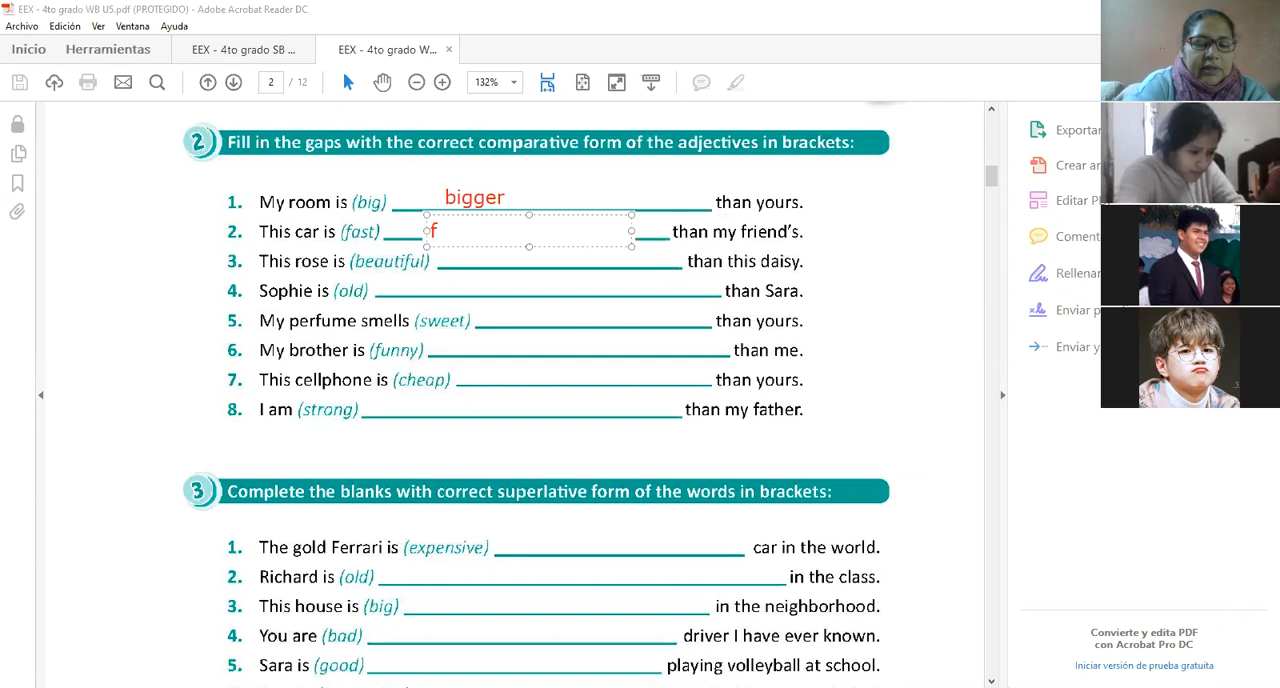 EEX - 4to grado WB U5.pdf (PROTEGIDO) - Adobe Acrobat Reader DC
Archivo Edición Ver Ventana Ayuda
Inicio Herramientas EEX - 4to grado SB ... EEX - 4to grado W... ×
2 / 12 132%
2 Fill in the gaps with the correct comparative form of the adjectives in brackets:
1. My room is (big) bigger than yours.
2. This car is (fast) f than my friend's.
3. This rose is (beautiful) than this daisy.
4. Sophie is (old) than Sara.
5. My perfume smells (sweet) than yours.
6. My brother is (funny) than me.
7. This cellphone is (cheap) than yours.
8. I am (strong) than my father.
3 Complete the blanks with correct superlative form of the words in brackets:
1. The gold Ferrari is (expensive) car in the world.
2. Richard is (old) in the class.
3. This house is (big) in the neighborhood.
4. You are (bad) driver I have ever known.
5. Sara is (good) playing volleyball at school.
Exportar
Crear ar
Editar P
Coment
Rellenar
Enviar p
Enviar y
Convierte y edita PDF
con Acrobat Pro DC
Iniciar versión de prueba gratuita